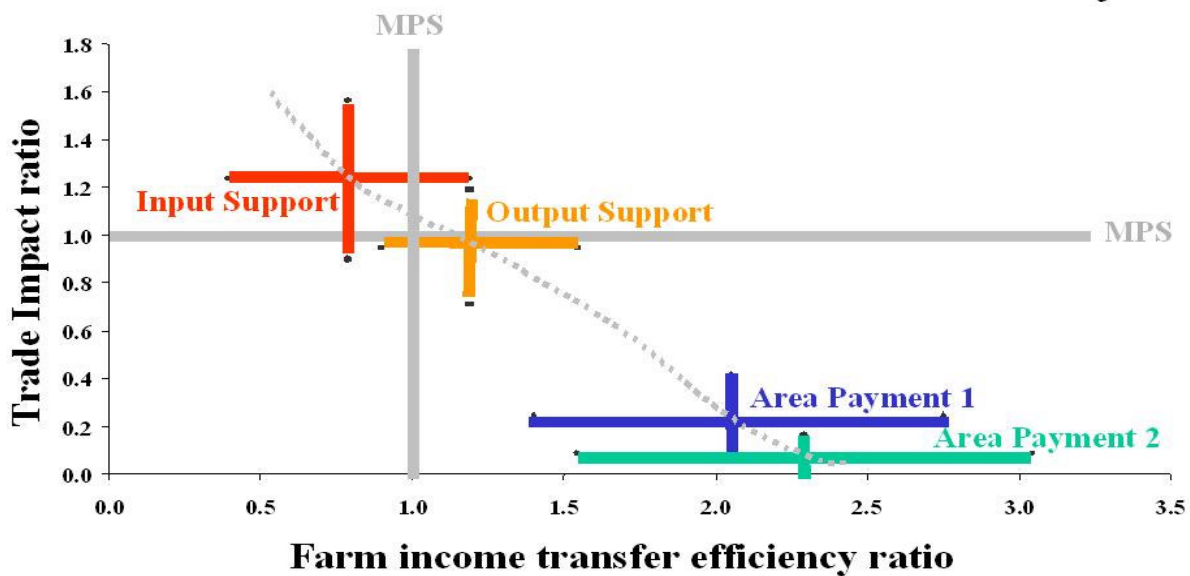 MPS
1.8
1.6
1.4
1.2
1.0
0.8
0.6
0.4
0.2
0.0
Trade Impact ratio
Input Support
Output Support
MPS
Area Payment 1
Area Payment 2
0.0 0.5 1.0 1.5 2.0 2.5 3.0 3.5
Farm income transfer efficiency ratio